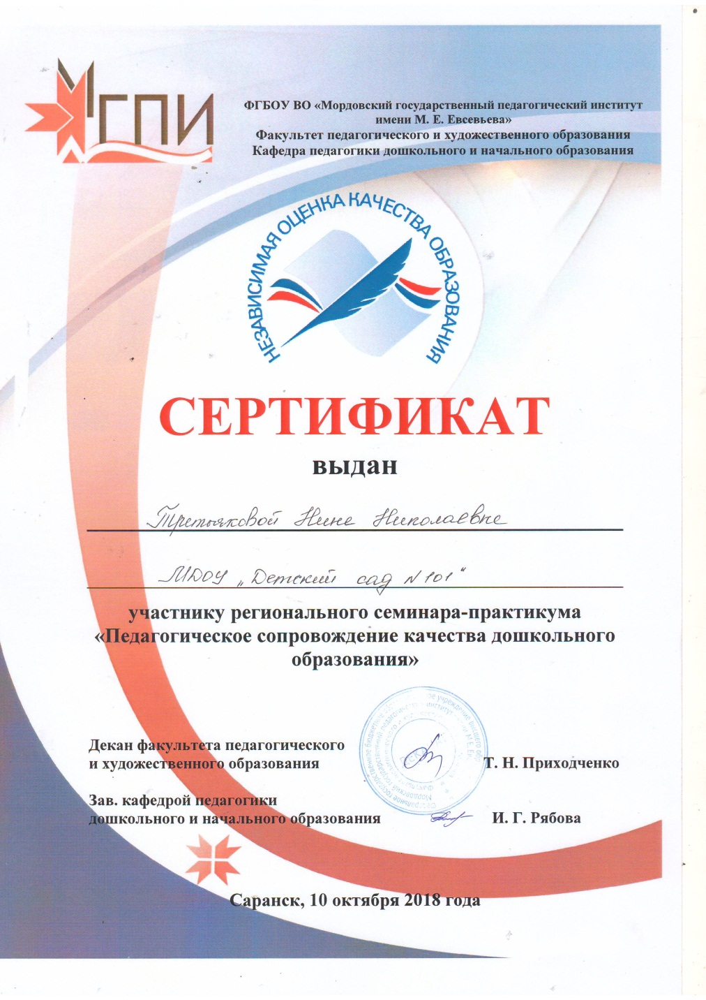 МГПИ
ФГБОУ ВО «Мордовский государственный педагогический институт
имени М. Е. Евсевьева»
Факультет педагогического и художественного образования
Кафедра педагогики дошкольного и начального образования
НЕЗАВИСИМАЯ ОЦЕНКА КАЧЕСТВА ОБРАЗОВАНИЯ
СЕРТИФИКАТ
выдан
Третьяковой Нине Николаевне
МДОУ „Детский сад №101"
участнику регионального семинара-практикума
«Педагогическое сопровождение качества дошкольного
образования»
Декан факультета педагогического
и художественного образования
Т. Н. Приходченко
Зав. кафедрой педагогики
дошкольного и начального образования
И. Г. Рябова
Саранск, 10 октября 2018 года